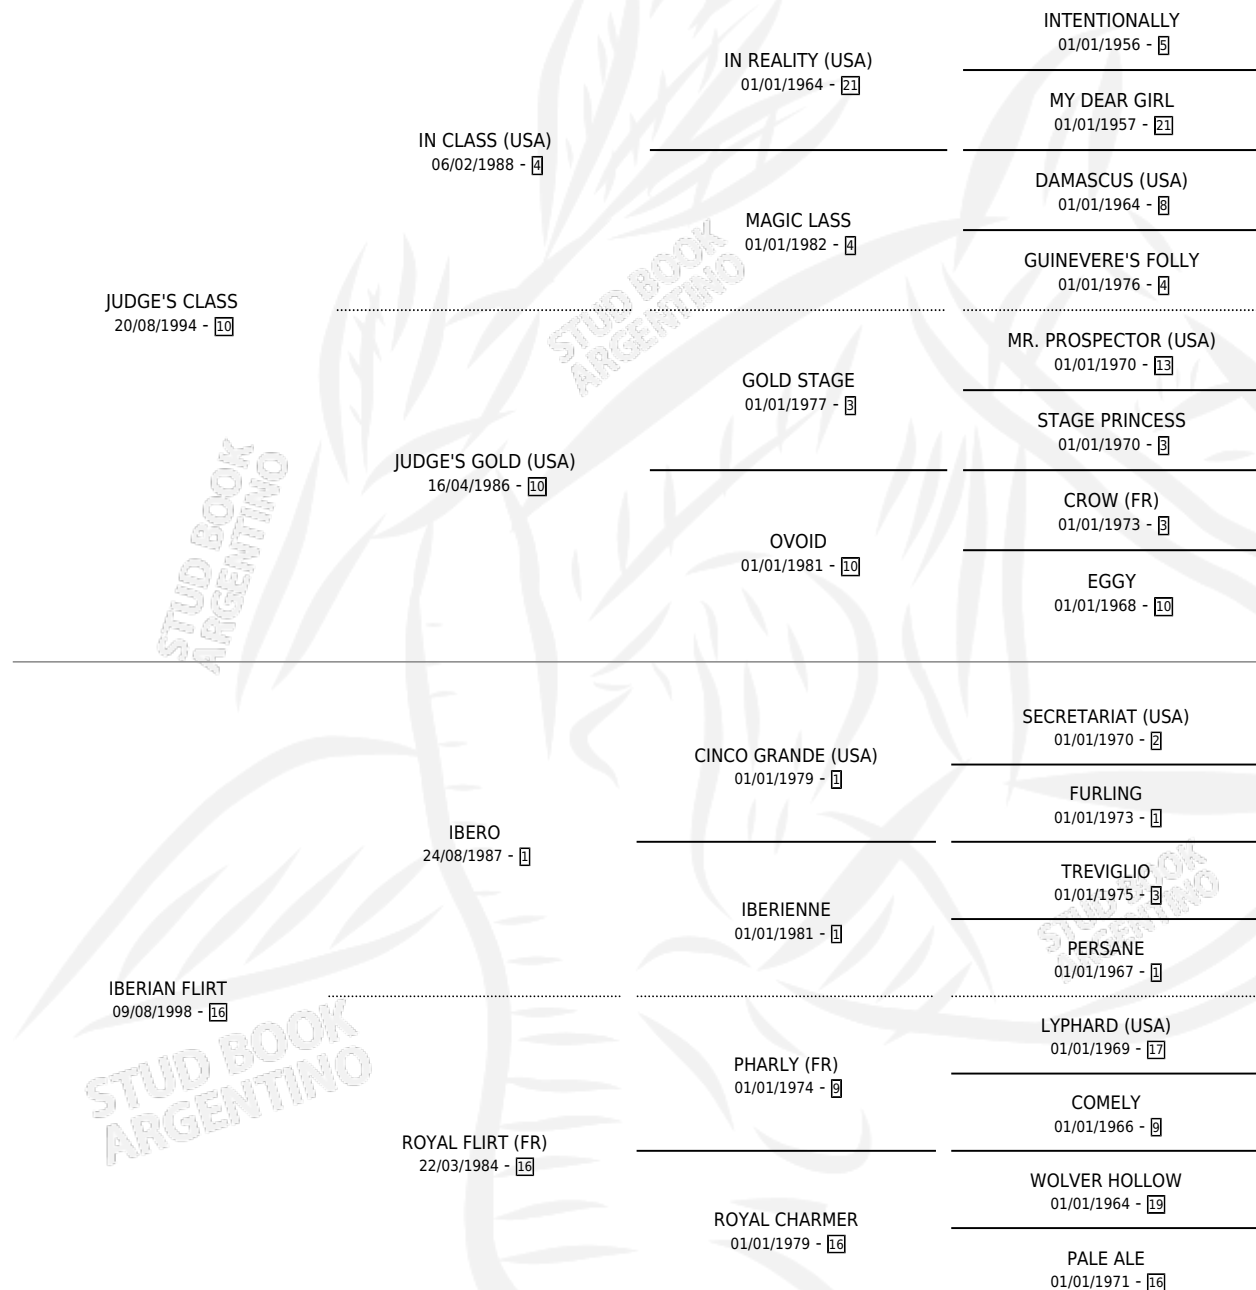 INTENTIONALLY
01/01/1956 - 5
IN REALITY (USA)
01/01/1964 - 21
MY DEAR GIRL
01/01/1957 - 21
IN CLASS (USA)
06/02/1988 - 4
DAMASCUS (USA)
01/01/1964 - 8
MAGIC LASS
01/01/1982 - 4
GUINEVERE'S FOLLY
01/01/1976 - 4
JUDGE'S CLASS
20/08/1994 - 10
STUD BOOK
ARGENTINO
MR. PROSPECTOR (USA)
01/01/1970 - 13
GOLD STAGE
01/01/1977 - 3
STAGE PRINCESS
01/01/1970 - 3
JUDGE'S GOLD (USA)
16/04/1986 - 10
CROW (FR)
01/01/1973 - 3
OVOID
01/01/1981 - 10
EGGY
01/01/1968 - 10
STUD BOOK
ARGENTINO
SECRETARIAT (USA)
01/01/1970 - 2
CINCO GRANDE (USA)
01/01/1979 - 1
FURLING
01/01/1973 - 1
IBERO
24/08/1987 - 1
TREVIGLIO
01/01/1975 - 3
IBERIENNE
01/01/1981 - 1
STUD BOOK
ARGENTINO
PERSANE
01/01/1967 - 1
IBERIAN FLIRT
09/08/1998 - 16
STUD BOOK
ARGENTINO
LYPHARD (USA)
01/01/1969 - 17
PHARLY (FR)
01/01/1974 - 9
COMELY
01/01/1966 - 9
ROYAL FLIRT (FR)
22/03/1984 - 16
WOLVER HOLLOW
01/01/1964 - 19
ROYAL CHARMER
01/01/1979 - 16
PALE ALE
01/01/1971 - 16